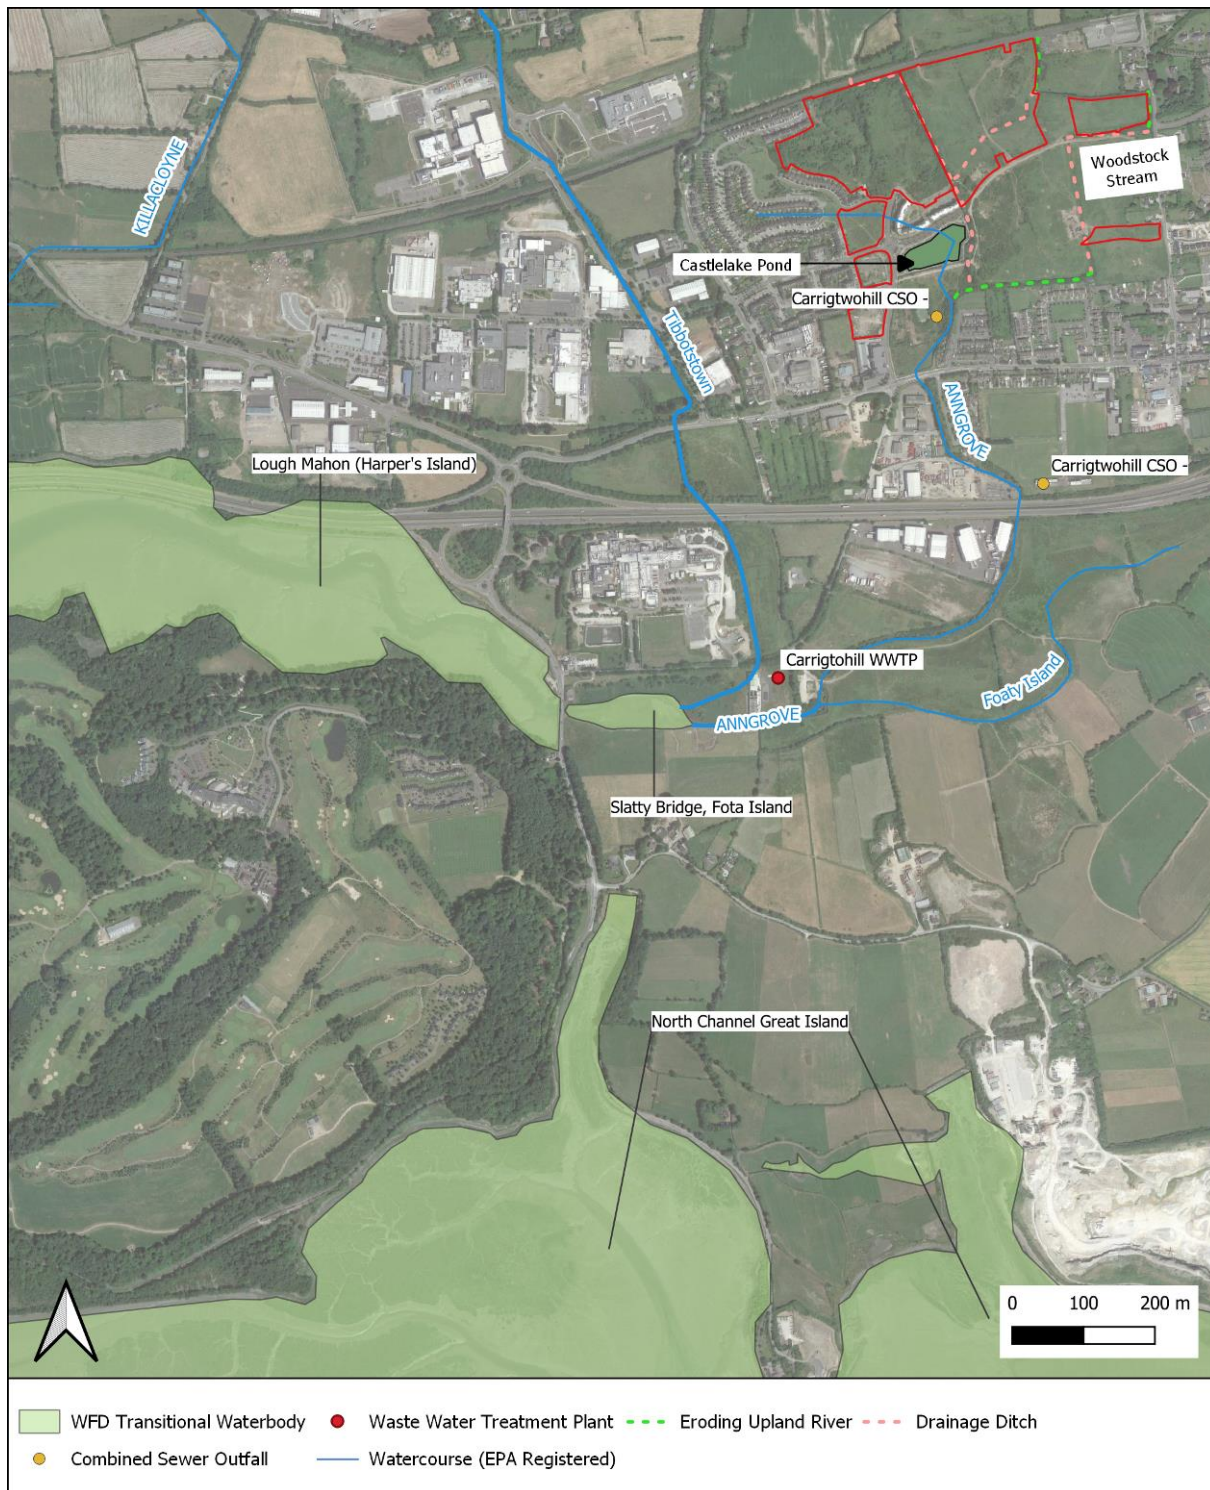 KILLACLOYNE
Woodstock
Stream
Castlelake Pond
Carrigtwohill CSO -
Tibbotstown
ANNGROVE
Lough Mahon (Harper's Island)
Carrigtwohill CSO -
Carrigtohill WWTP
Foaty Island
ANNGROVE
Slatty Bridge, Fota Island
North Channel Great Island
0 100 200 m
WFD Transitional Waterbody Waste Water Treatment Plant Eroding Upland River Drainage Ditch
Combined Sewer Outfall Watercourse (EPA Registered)